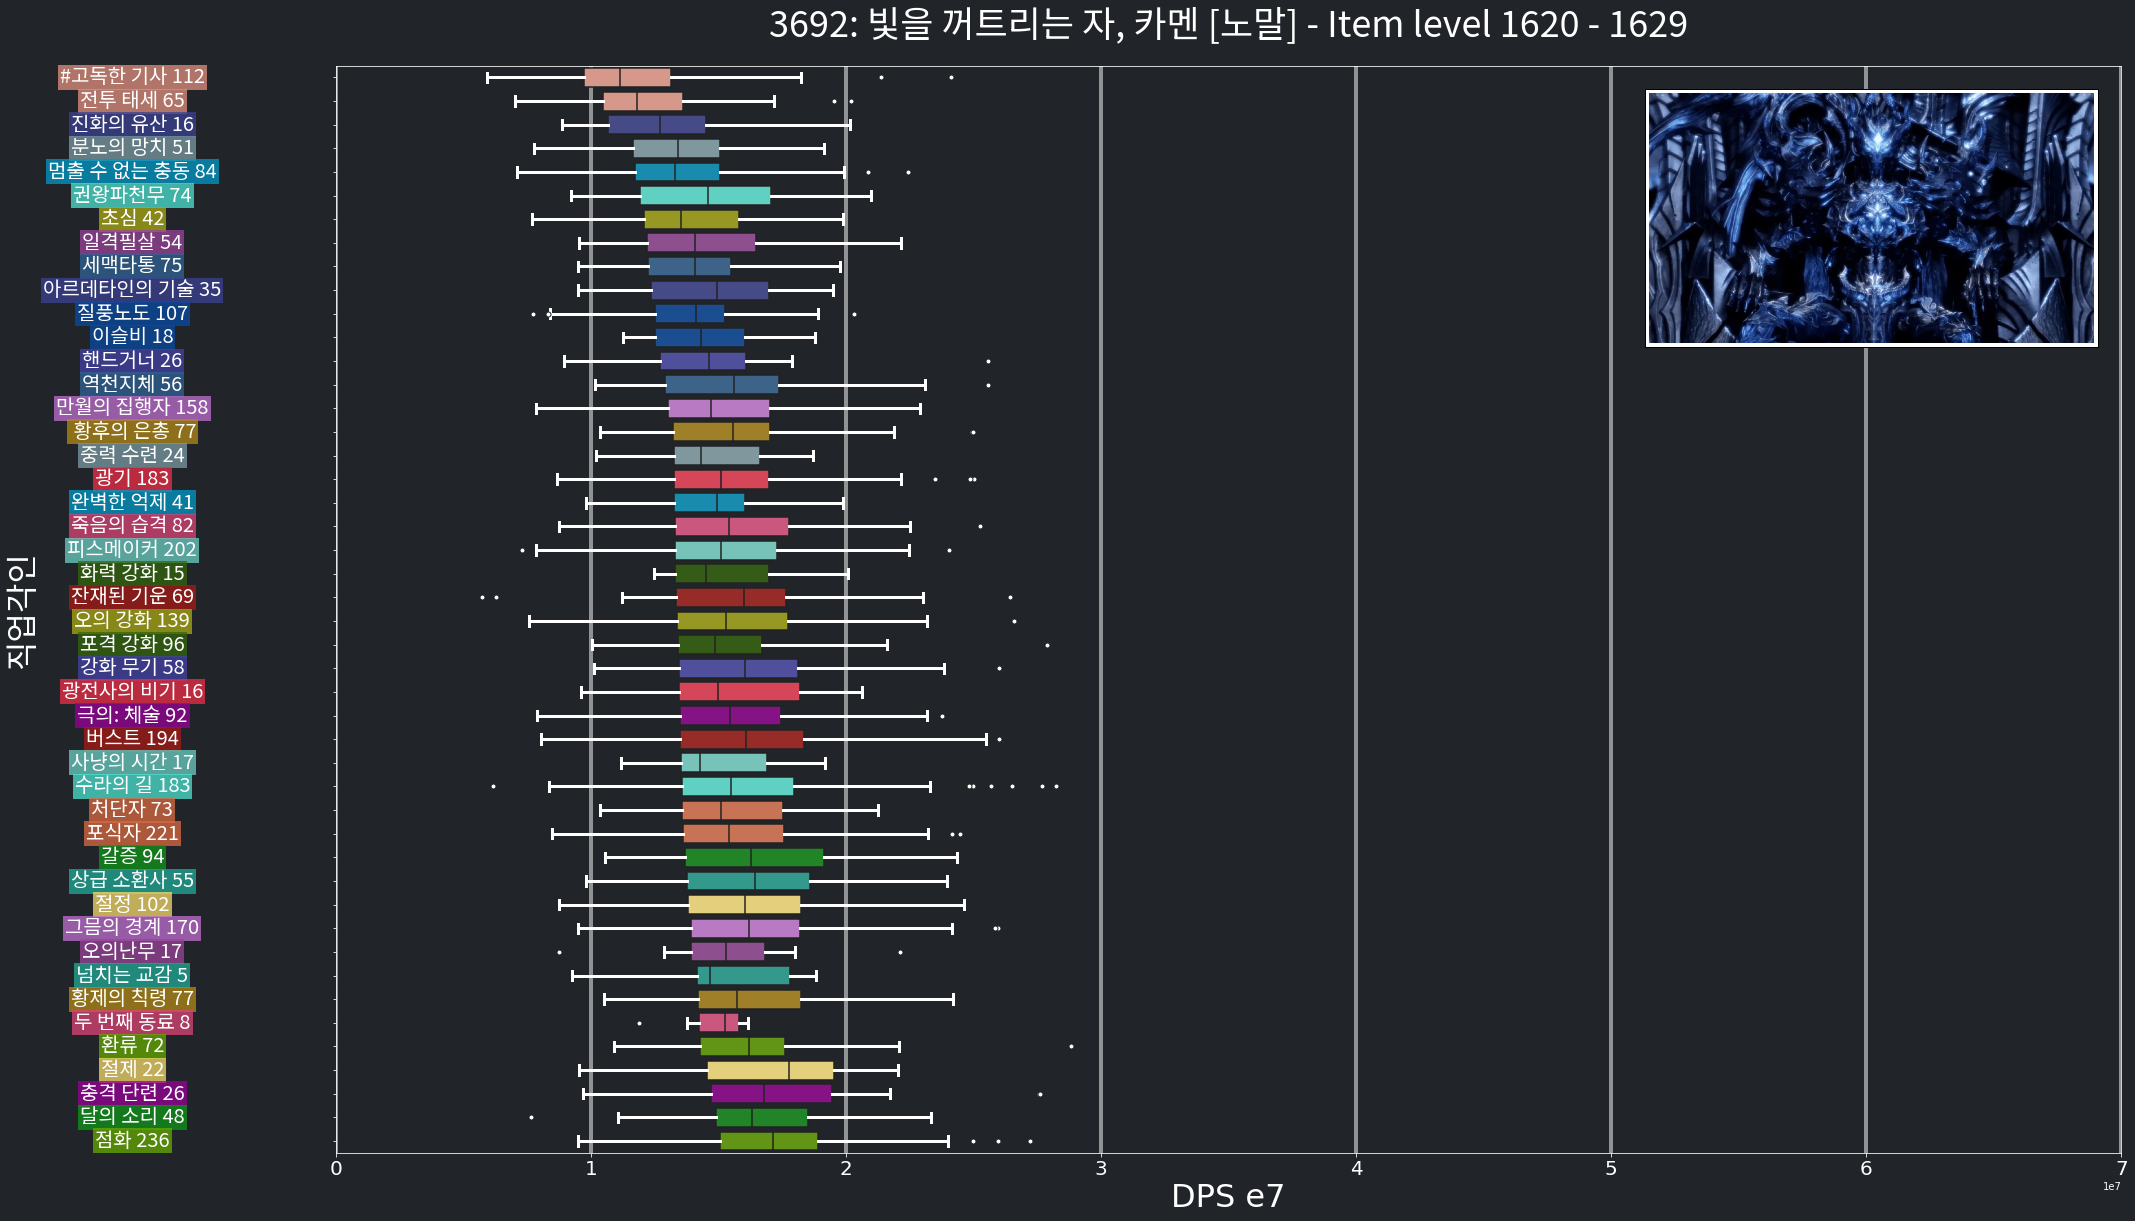 3692: 빛을 꺼트리는 자, 카멘 [노말] - Item level 1620 - 1629
직업각인
#고독한 기사 112
전투 태세 65
진화의 유산 16
분노의 망치 51
멈출 수 없는 충동 84
권왕파천무 74
초심 42
일격필살 54
세맥타통 75
아르데타인의 기술 35
질풍노도 107
이슬비 18
핸드거너 26
역천지체 56
만월의 집행자 158
황후의 은총 77
중력 수련 24
광기 183
완벽한 억제 41
죽음의 습격 82
피스메이커 202
화력 강화 15
잔재된 기운 69
오의 강화 139
포격 강화 96
강화 무기 58
광전사의 비기 16
극의: 체술 92
버스트 194
사냥의 시간 17
수라의 길 183
처단자 73
포식자 221
갈증 94
상급 소환사 55
절정 102
그믐의 경계 170
오의난무 17
넘치는 교감 5
황제의 칙령 77
두 번째 동료 8
환류 72
절제 22
충격 단련 26
달의 소리 48
점화 236
0 1 2 3 4 5 6 7
1e7
DPS e7